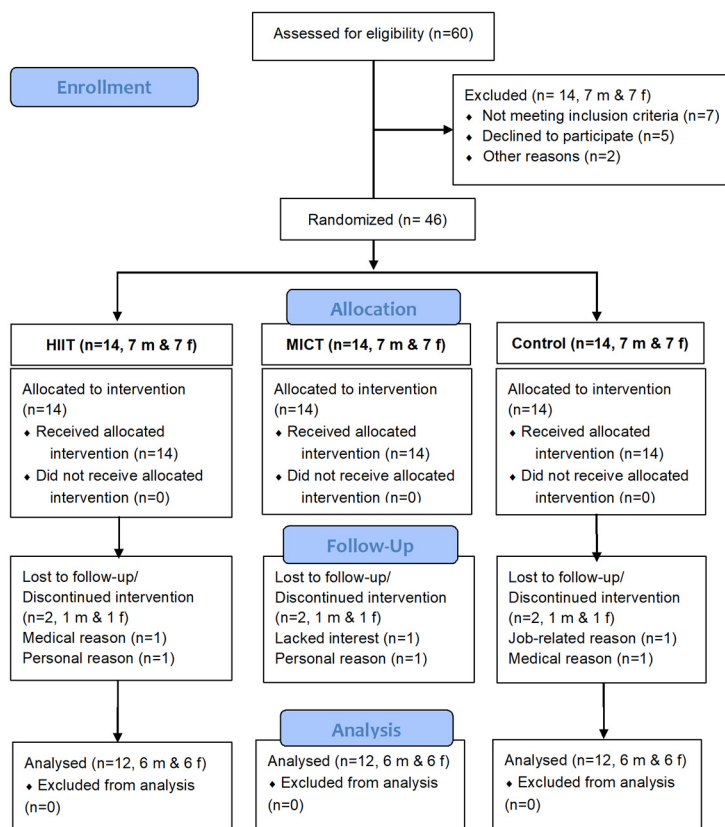 Assessed for eligibility (n=60)
Enrollment
Excluded (n= 14, 7 m & 7 f)
⬧ Not meeting inclusion criteria (n=7)
⬧ Declined to participate (n=5)
⬧ Other reasons (n=2)
Randomized (n= 46)
Allocation
HIIT (n=14, 7 m & 7 f)
Allocated to intervention
(n=14)
⬧ Received allocated
intervention (n=14)
⬧ Did not receive allocated
intervention (n=0)
MICT (n=14, 7 m & 7 f)
Allocated to intervention
(n=14)
⬧ Received allocated
intervention (n=14)
⬧ Did not receive allocated
intervention (n=0)
Control (n=14, 7 m & 7 f)
Allocated to intervention
(n=14)
⬧ Received allocated
intervention (n=14)
⬧ Did not receive allocated
intervention (n=0)
Follow-Up
Lost to follow-up/
Discontinued intervention
(n=2, 1 m & 1 f)
Medical reason (n=1)
Personal reason (n=1)
Lost to follow-up/
Discontinued intervention
(n=2, 1 m & 1 f)
Lacked interest (n=1)
Personal reason (n=1)
Lost to follow-up/
Discontinued intervention
(n=2, 1 m & 1 f)
Job-related reason (n=1)
Medical reason (n=1)
Analysis
Analysed (n=12, 6 m & 6 f)
⬧ Excluded from analysis
(n=0)
Analysed (n=12, 6 m & 6 f)
⬧ Excluded from analysis
(n=0)
Analysed (n=12, 6 m & 6 f)
⬧ Excluded from analysis
(n=0)